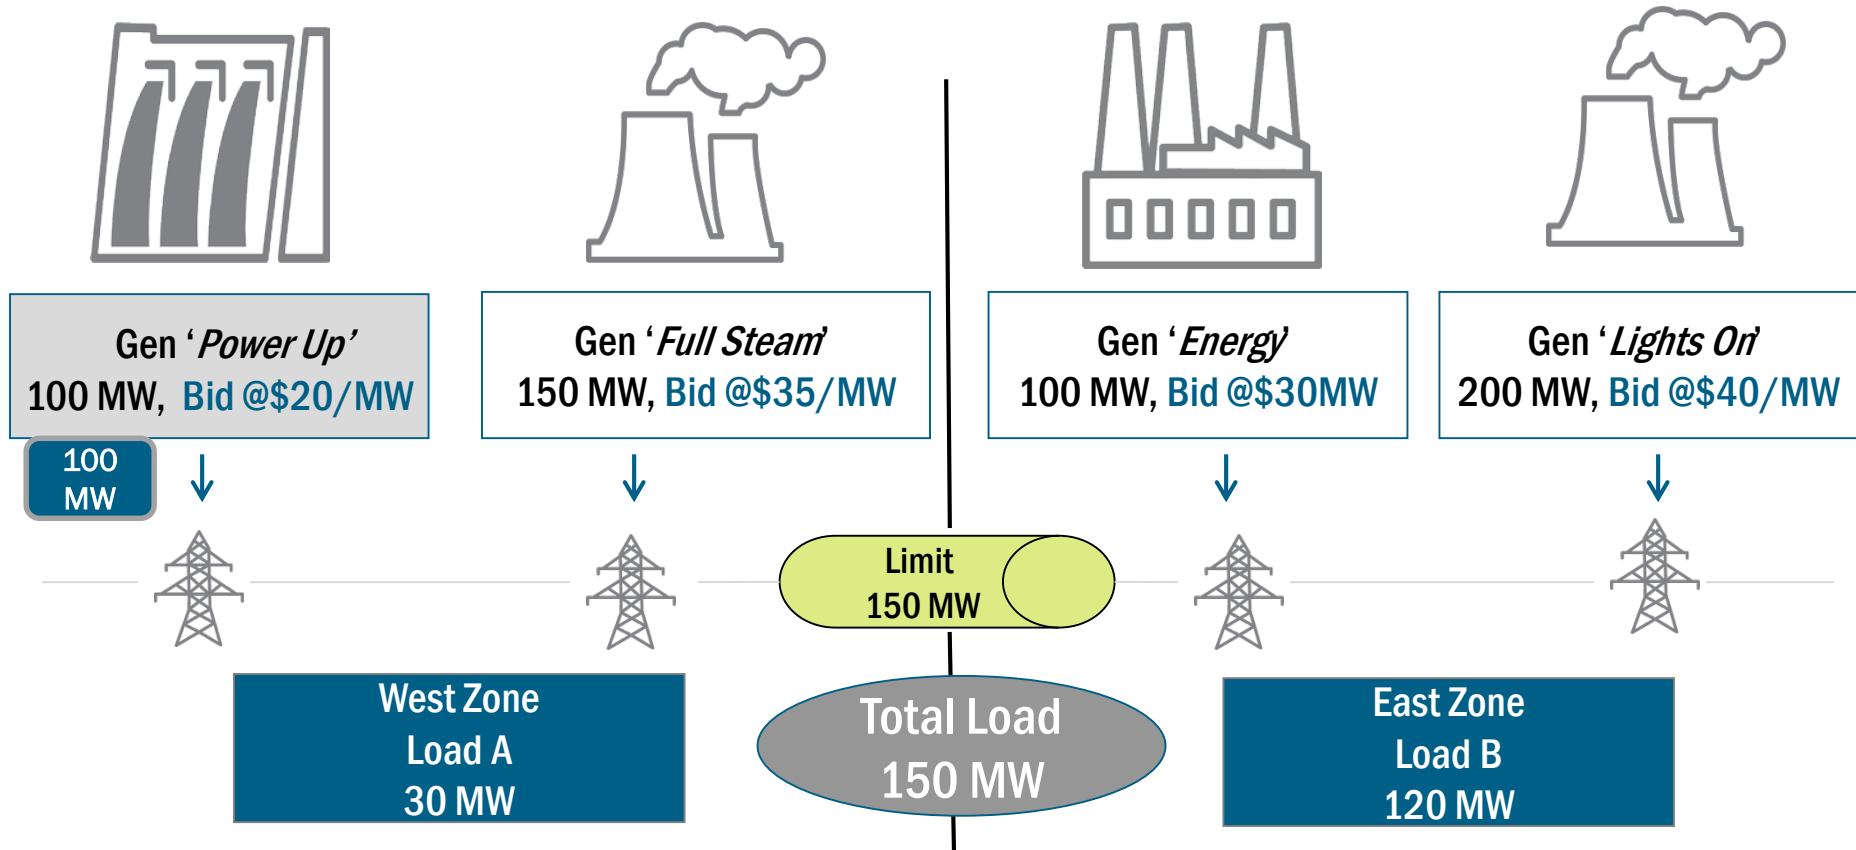 Gen ‘Power Up’
100 MW, Bid @$20/MW
Gen ‘Full Steam’
150 MW, Bid @$35/MW
Gen ‘Energy’
100 MW, Bid @$30MW
Gen ‘Lights On’
200 MW, Bid @$40/MW
100
MW
Limit
150 MW
West Zone
Load A
30 MW
Total Load
150 MW
East Zone
Load B
120 MW